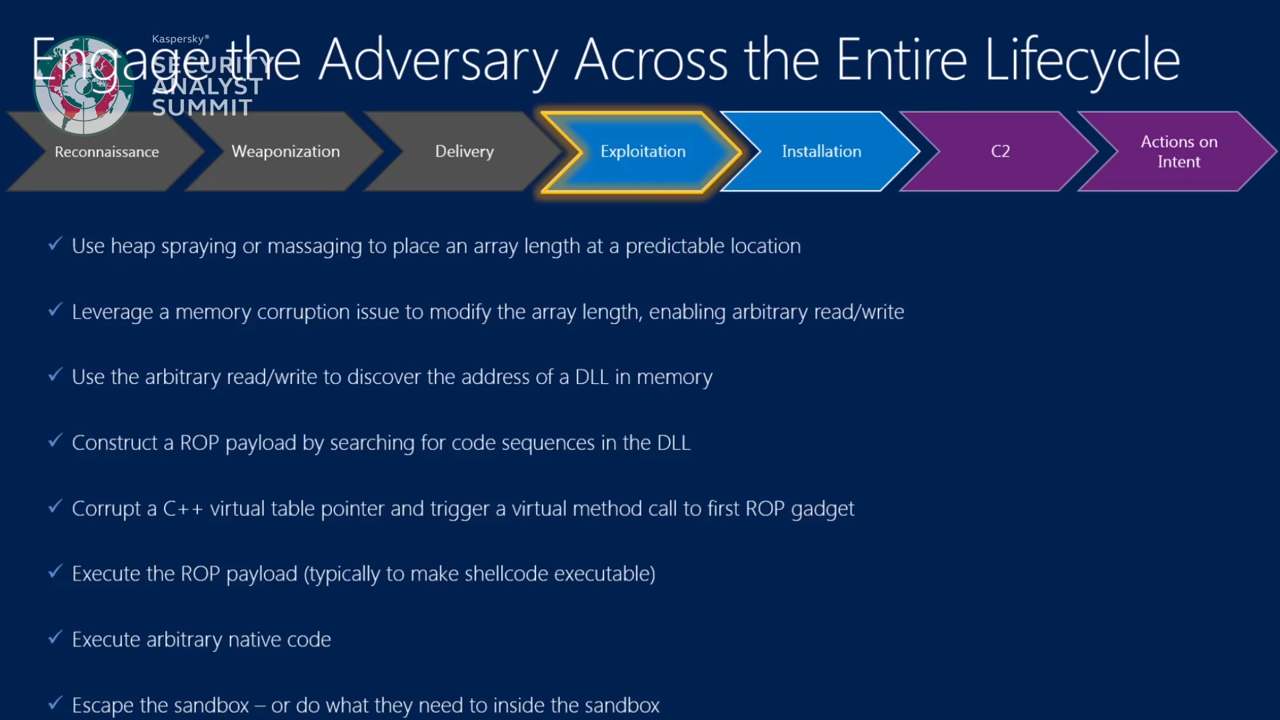 Engage the Adversary Across the Entire Lifecycle
Kaspersky®
SECURITY
ANALYST
SUMMIT
Reconnaissance
Weaponization
Delivery
Exploitation
Installation
C2
Actions on
Intent
✓ Use heap spraying or massaging to place an array length at a predictable location
✓ Leverage a memory corruption issue to modify the array length, enabling arbitrary read/write
✓ Use the arbitrary read/write to discover the address of a DLL in memory
✓ Construct a ROP payload by searching for code sequences in the DLL
✓ Corrupt a C++ virtual table pointer and trigger a virtual method call to first ROP gadget
✓ Execute the ROP payload (typically to make shellcode executable)
✓ Execute arbitrary native code
✓ Escape the sandbox – or do what they need to inside the sandbox